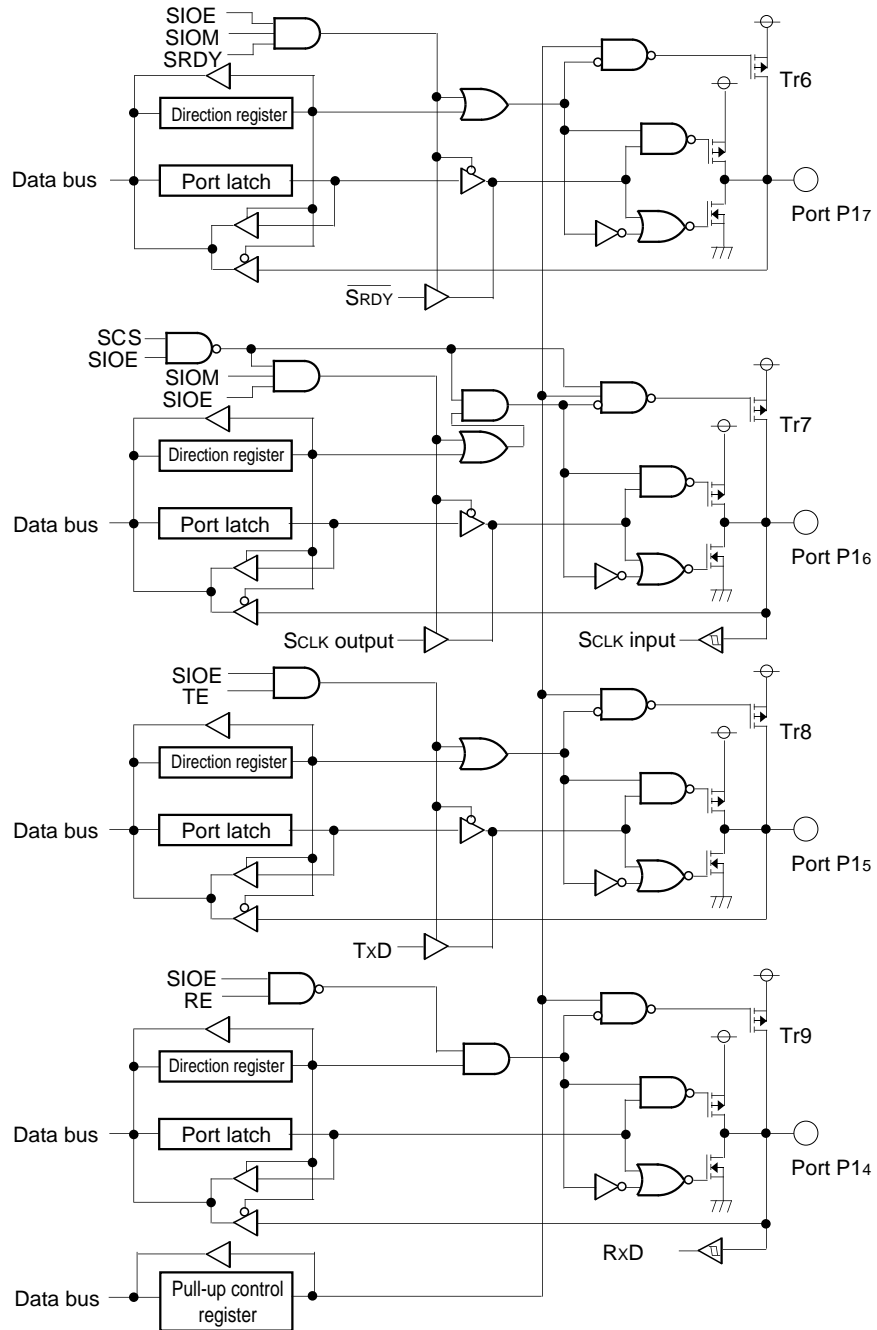 SIOE
SIOM
SRDY
Tr6
Direction register
Data bus
Port latch
Port P17
SRDY
SCS
SIOE
SIOM
SIOE
Tr7
Direction register
Data bus
Port latch
Port P16
SCLK output
SCLK input
SIOE
TE
Tr8
Direction register
Data bus
Port latch
Port P15
TXD
SIOE
RE
Tr9
Direction register
Data bus
Port latch
Port P14
RXD
Data bus
Pull-up control
register